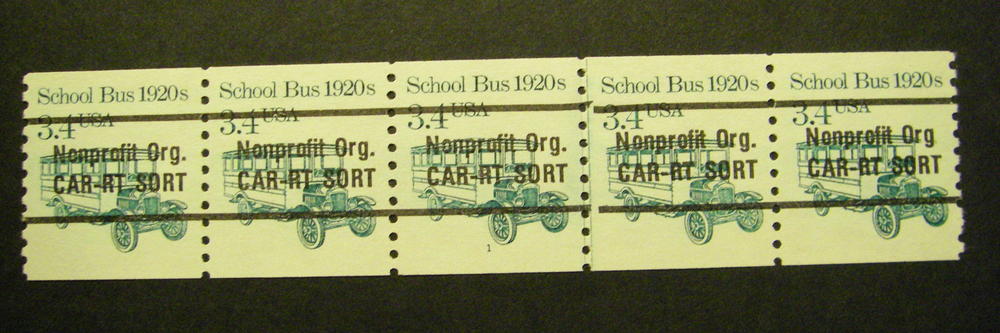 School Bus 1920s School Bus 1920s School Bus 1920s School Bus 1920s School Bus 1920s
3.4 USA 3.4 USA 3.4 USA 3.4 USA 3.4 USA
Nonprofit Org. Nonprofit Org. Nonprofit Org. Nonprofit Org. Nonprofit Org
CAR-RT SORT CAR-RT SORT CAR-RT SORT CAR-RT SORT CAR-RT SORT
1